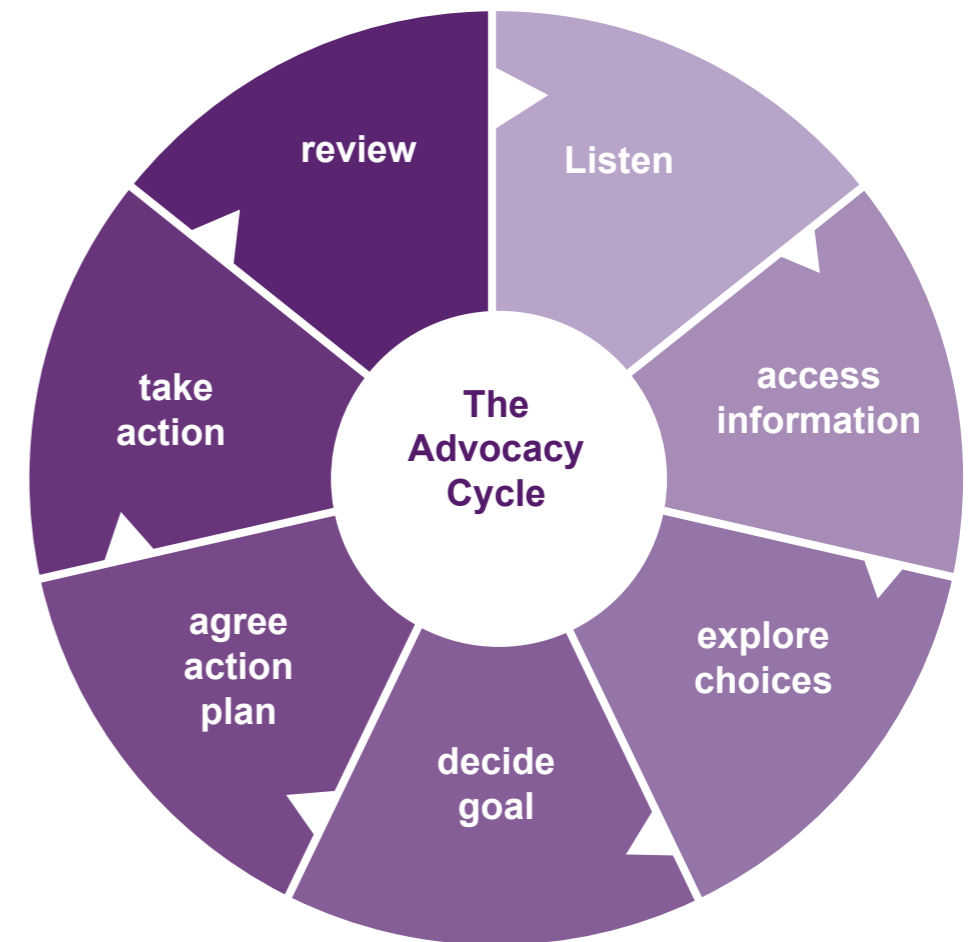 The
Advocacy
Cycle
Listen
access
information
explore
choices
decide
goal
agree
action
plan
take
action
review